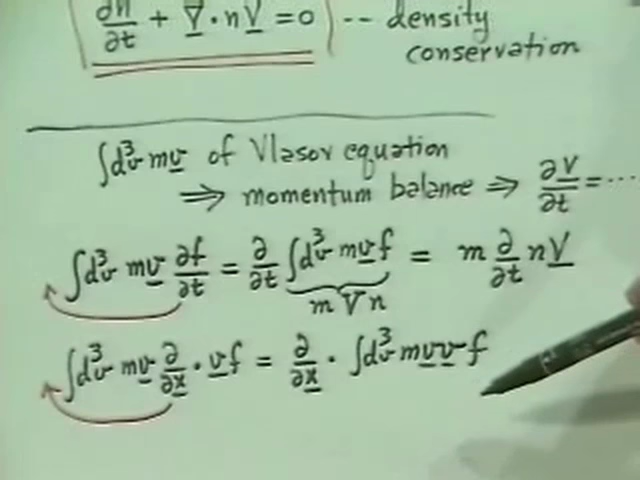 ∂n/∂t + ∇·nV = 0 -- density
conservation
∫d³v mv of Vlasov equation
⇒ momentum balance ⇒ ∂V/∂t = ···
∫d³v mv ∂f/∂t = ∂/∂t ∫d³v mvf = m ∂/∂t nV
mVn
∫d³v mv ∂/∂x · vf = ∂/∂x · ∫d³v mvvf